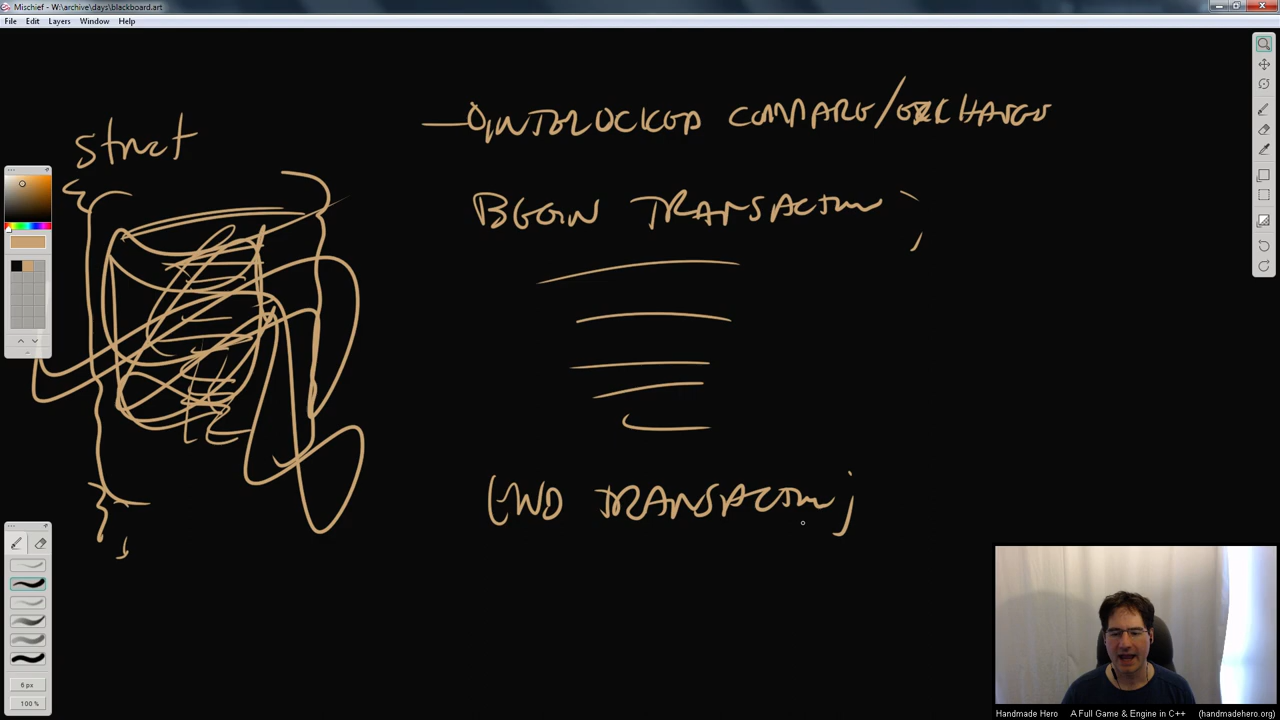 Mischief - W:\archive\days\blackboard.art
File Edit Layers Window Help
struct
{
INTERLOCKED COMPARE/EXCHANGE
BEGIN TRANSACTION;
END TRANSACTION;
};
6 px
100 %
Handmade Hero A Full Game & Engine in C++ (handmadehero.org)